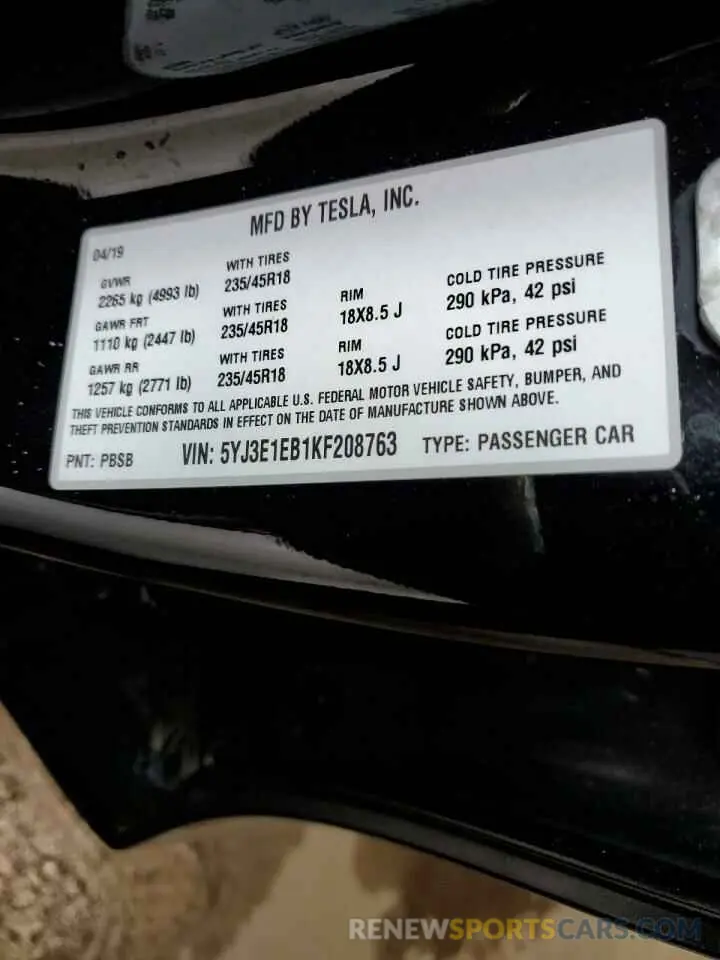 MFD BY TESLA, INC.
04/19
GVWR
2265 kg (4993 lb)
WITH TIRES
235/45R18
GAWR FRT
1110 kg (2447 lb)
WITH TIRES
235/45R18
RIM
18X8.5 J
COLD TIRE PRESSURE
290 kPa, 42 psi
GAWR RR
1257 kg (2771 lb)
WITH TIRES
235/45R18
RIM
18X8.5 J
COLD TIRE PRESSURE
290 kPa, 42 psi
THIS VEHICLE CONFORMS TO ALL APPLICABLE U.S. FEDERAL MOTOR VEHICLE SAFETY, BUMPER, AND
THEFT PREVENTION STANDARDS IN EFFECT ON THE DATE OF MANUFACTURE SHOWN ABOVE.
PNT: PBSB VIN: 5YJ3E1EB1KF208763 TYPE: PASSENGER CAR
RENEWSPORTSCARS.COM